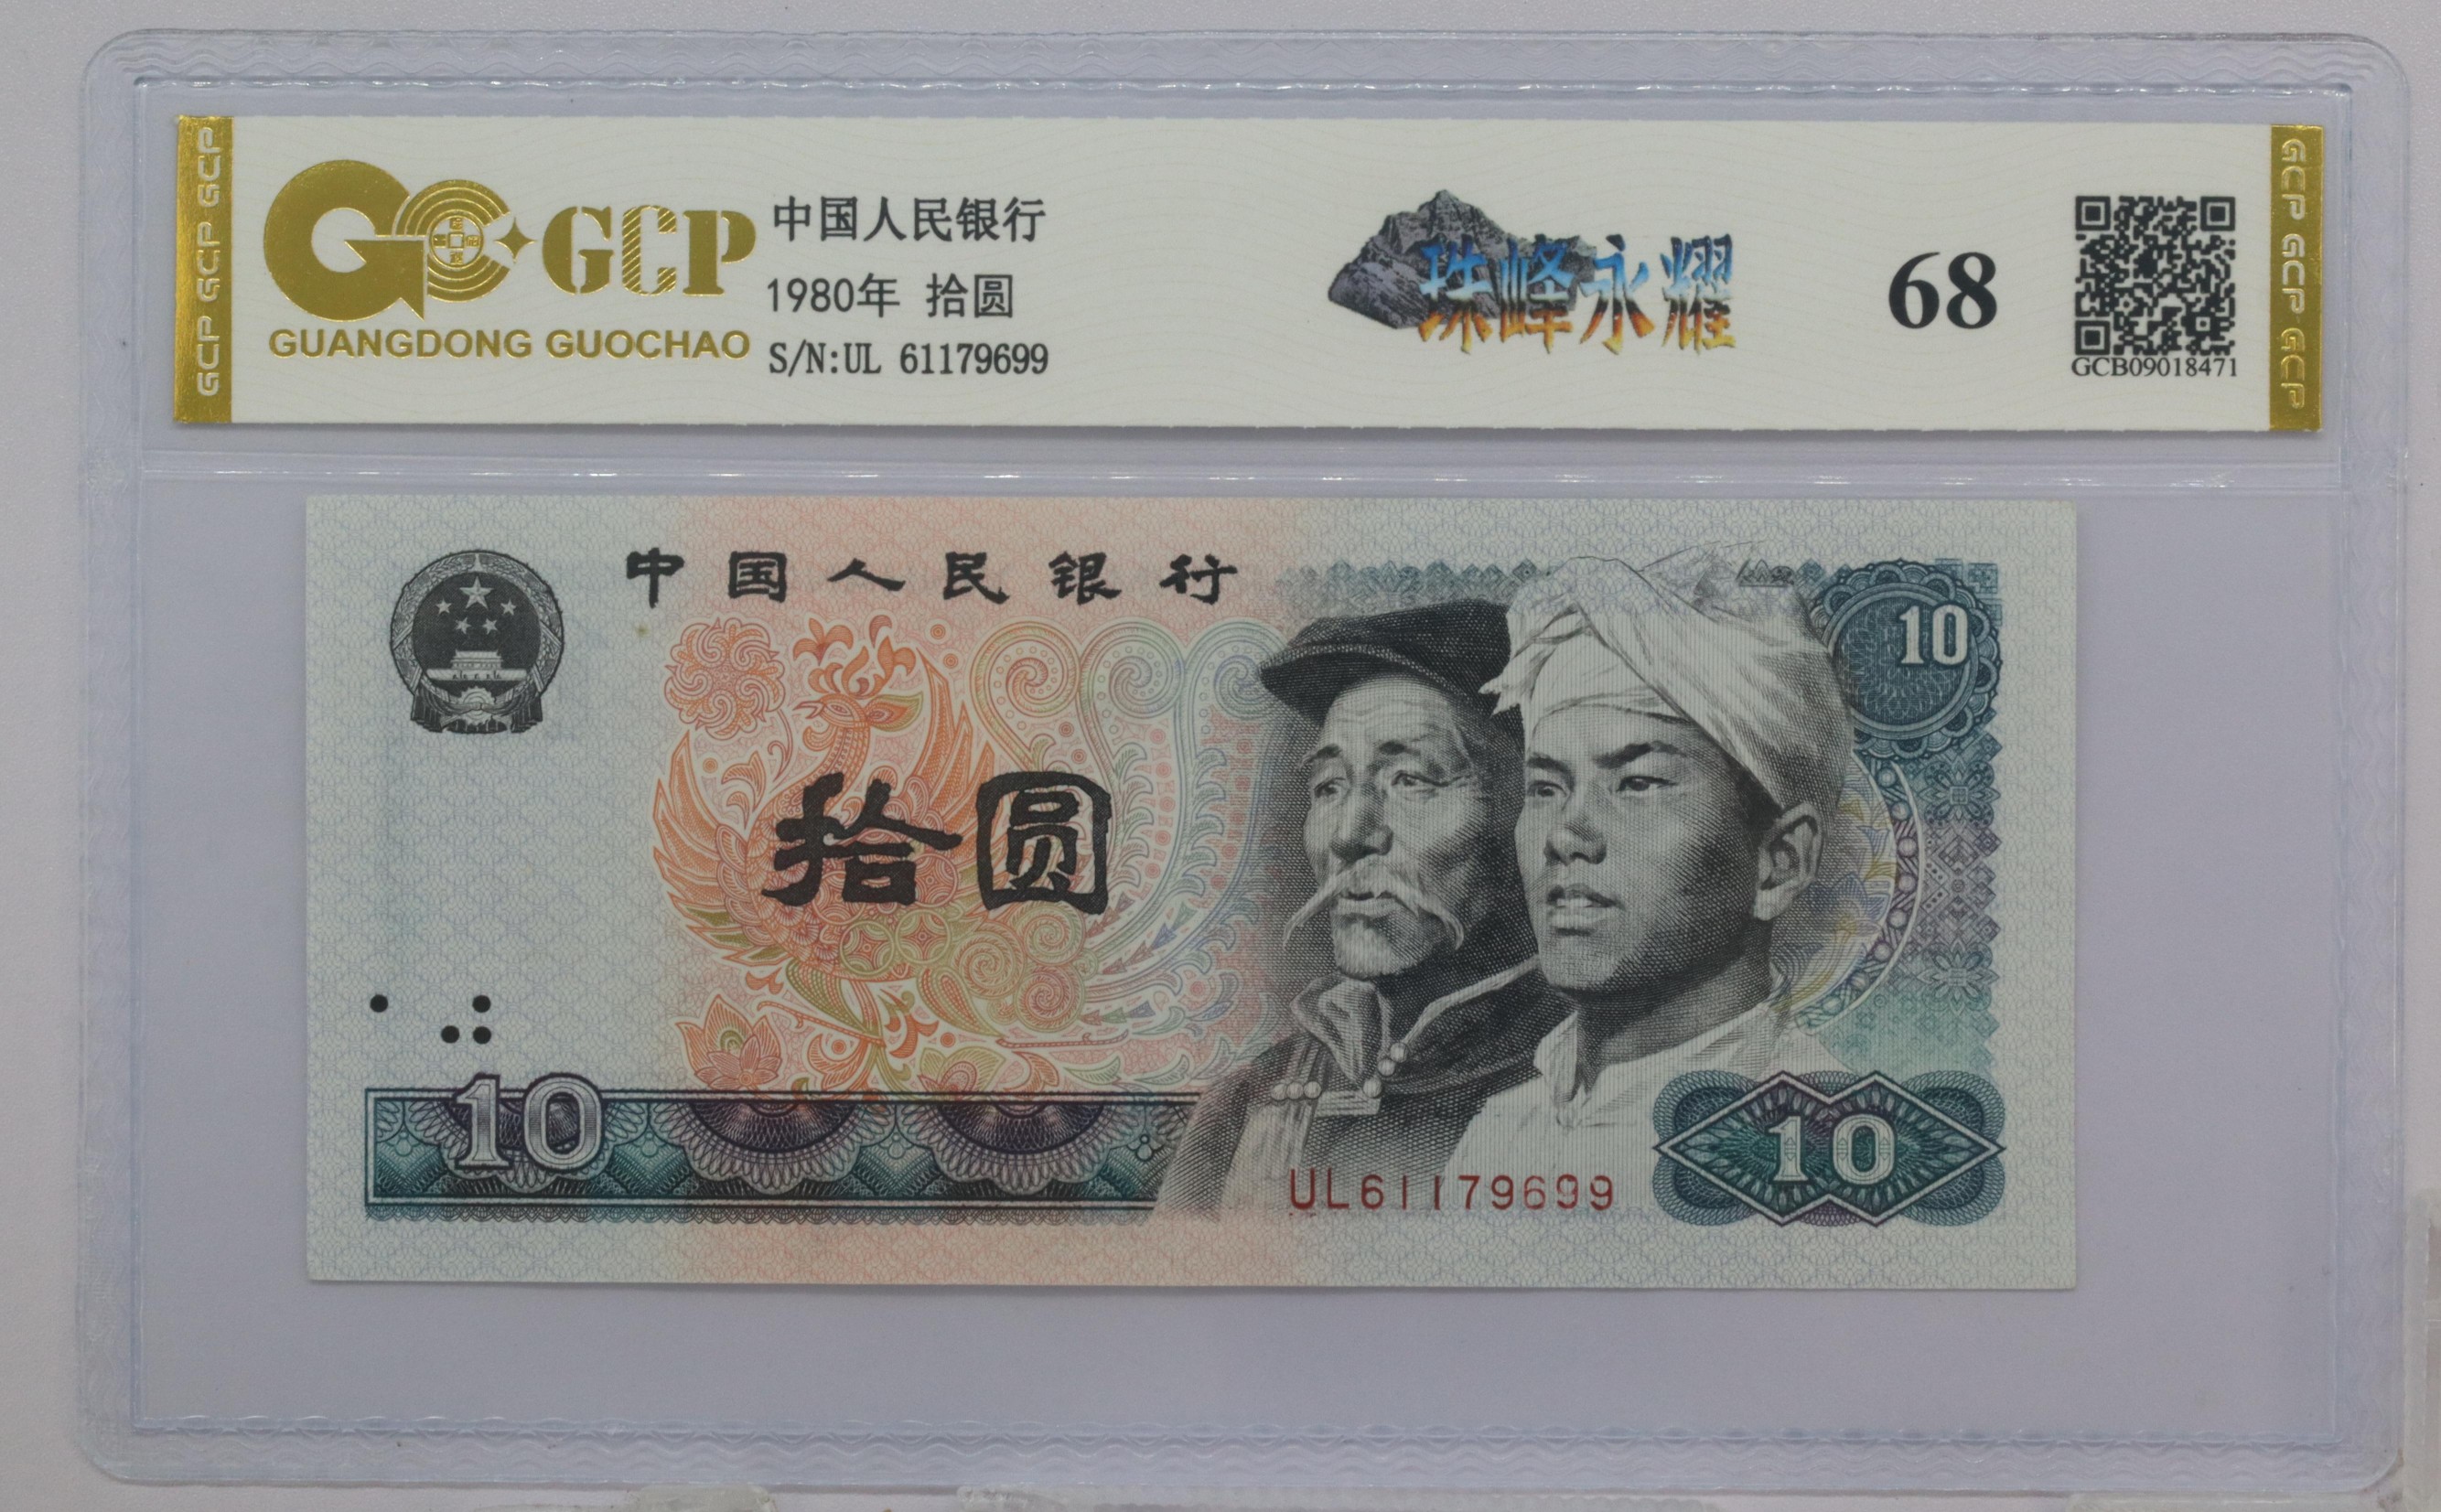 GCP GCP GCP
GCP
GUANGDONG GUOCHAO
中国人民银行
1980年 拾圆
S/N:UL 61179699
珠峰永耀
68
GCB09018471
GCP GCP GCP
中国人民银行
10
拾圆
10
UL61179699
10